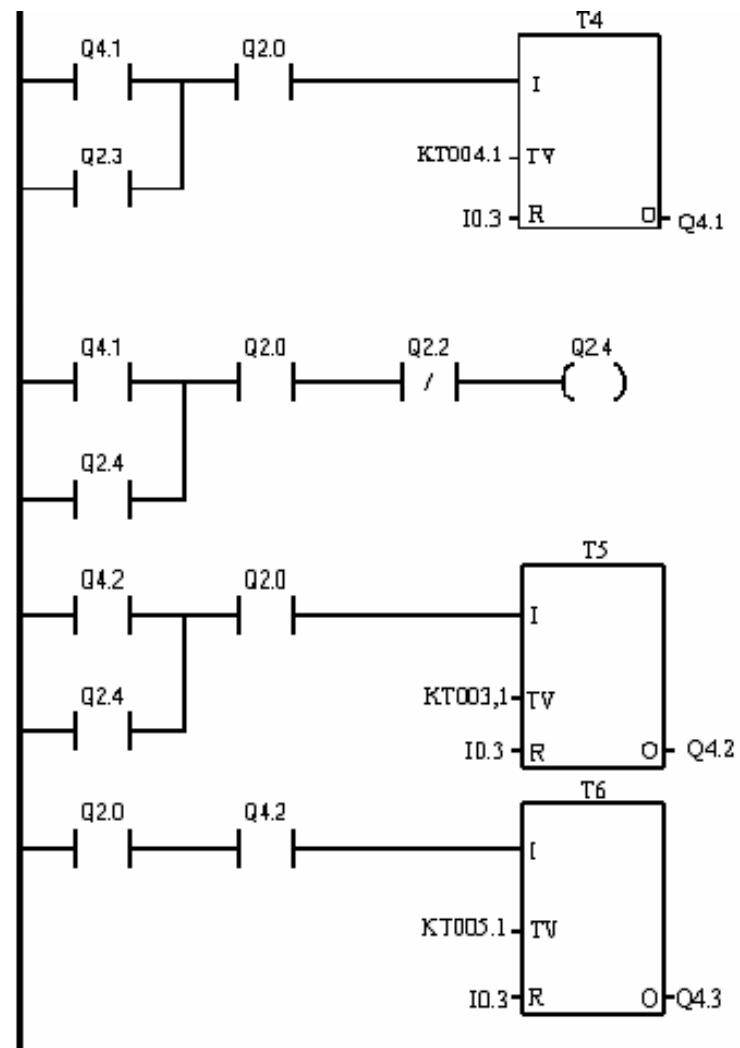 T4
Q4.1 Q2.0
I
Q2.3
KT004.1 TV
I0.3 R O Q4.1
Q4.1 Q2.0 Q2.2 Q2.4
/ ( )
Q2.4
T5
Q4.2 Q2.0
I
Q2.4
KT003,1 TV
I0.3 R O Q4.2
T6
Q2.0 Q4.2
I
KT005.1 TV
I0.3 R O Q4.3